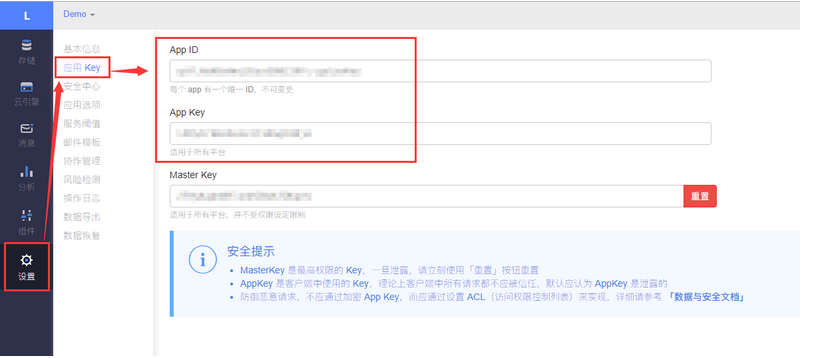 L
Demo
存储
云引擎
消息
分析
组件
设置
基本信息
应用 Key
安全中心
应用选项
服务阈值
邮件模板
协作管理
风险检测
操作日志
数据导出
数据恢复
App ID
每个 app 有一个唯一 ID，不可变更
App Key
适用于所有平台
Master Key
重置
适用于所有平台，并不受权限设定限制
安全提示
MasterKey 是最高权限的 Key，一旦泄露，请立刻使用「重置」按钮重置
AppKey 是客户端中使用的 Key，理论上客户端中所有请求都不应被信任，默认应认为 AppKey 是泄露的
防御恶意请求，不应通过加密 App Key，而应通过设置 ACL（访问权限控制列表）来实现，详细请参考 「数据与安全文档」